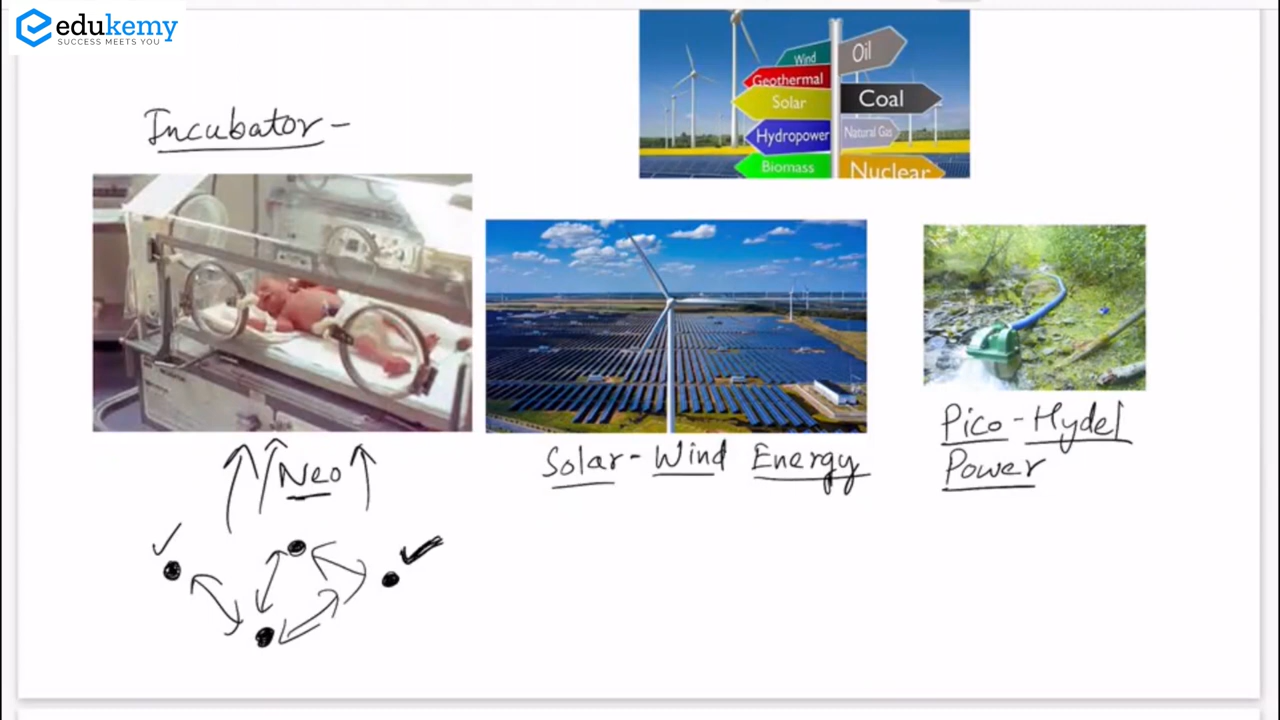 edukemy
SUCCESS MEETS YOU
Wind
Oil
Geothermal
Solar
Coal
Hydropower
Natural Gas
Biomass
Nuclear
Incubator-
Neo
Solar-Wind Energy
Pico-Hydel
Power